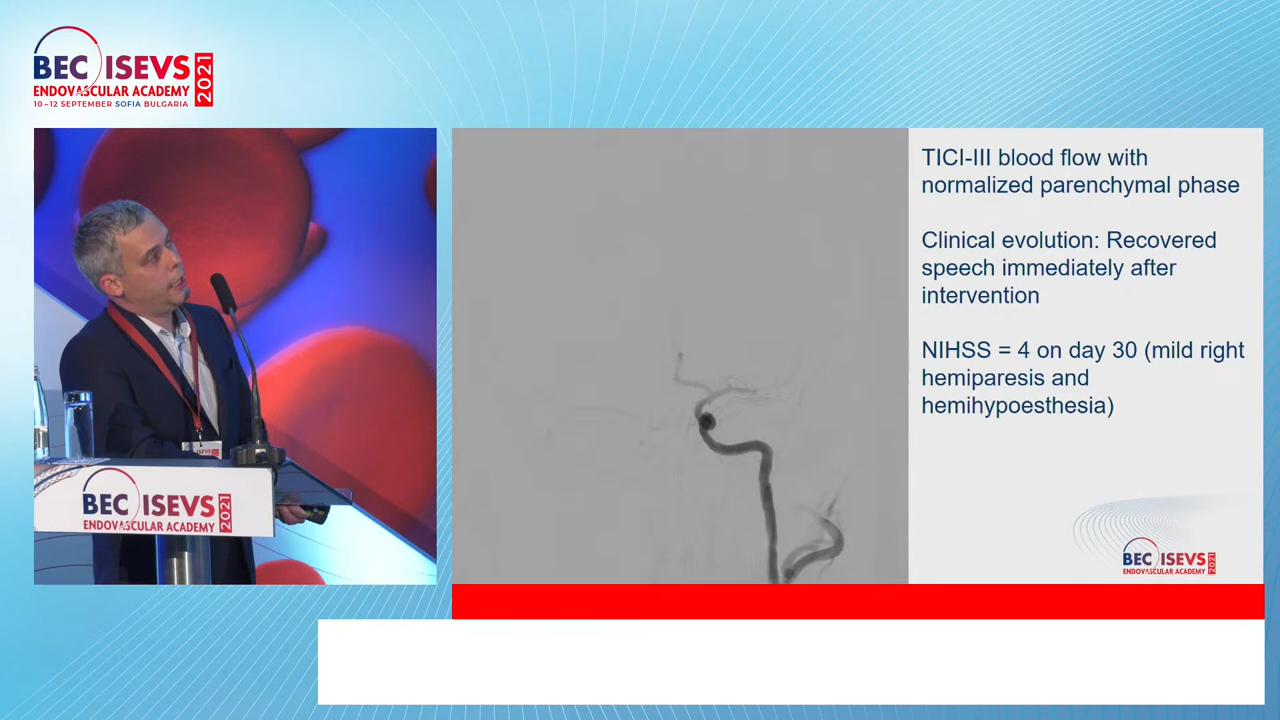 BEC ISEVS 2021
ENDOVASCULAR ACADEMY
10-12 SEPTEMBER SOFIA BULGARIA
TICI-III blood flow with
normalized parenchymal phase
Clinical evolution: Recovered
speech immediately after
intervention
NIHSS = 4 on day 30 (mild right
hemiparesis and
hemihypoesthesia)
ISEVS
BEC ISEVS 2021
ENDOVASCULAR ACADEMY
BEC ISEVS 2021
ENDOVASCULAR ACADEMY